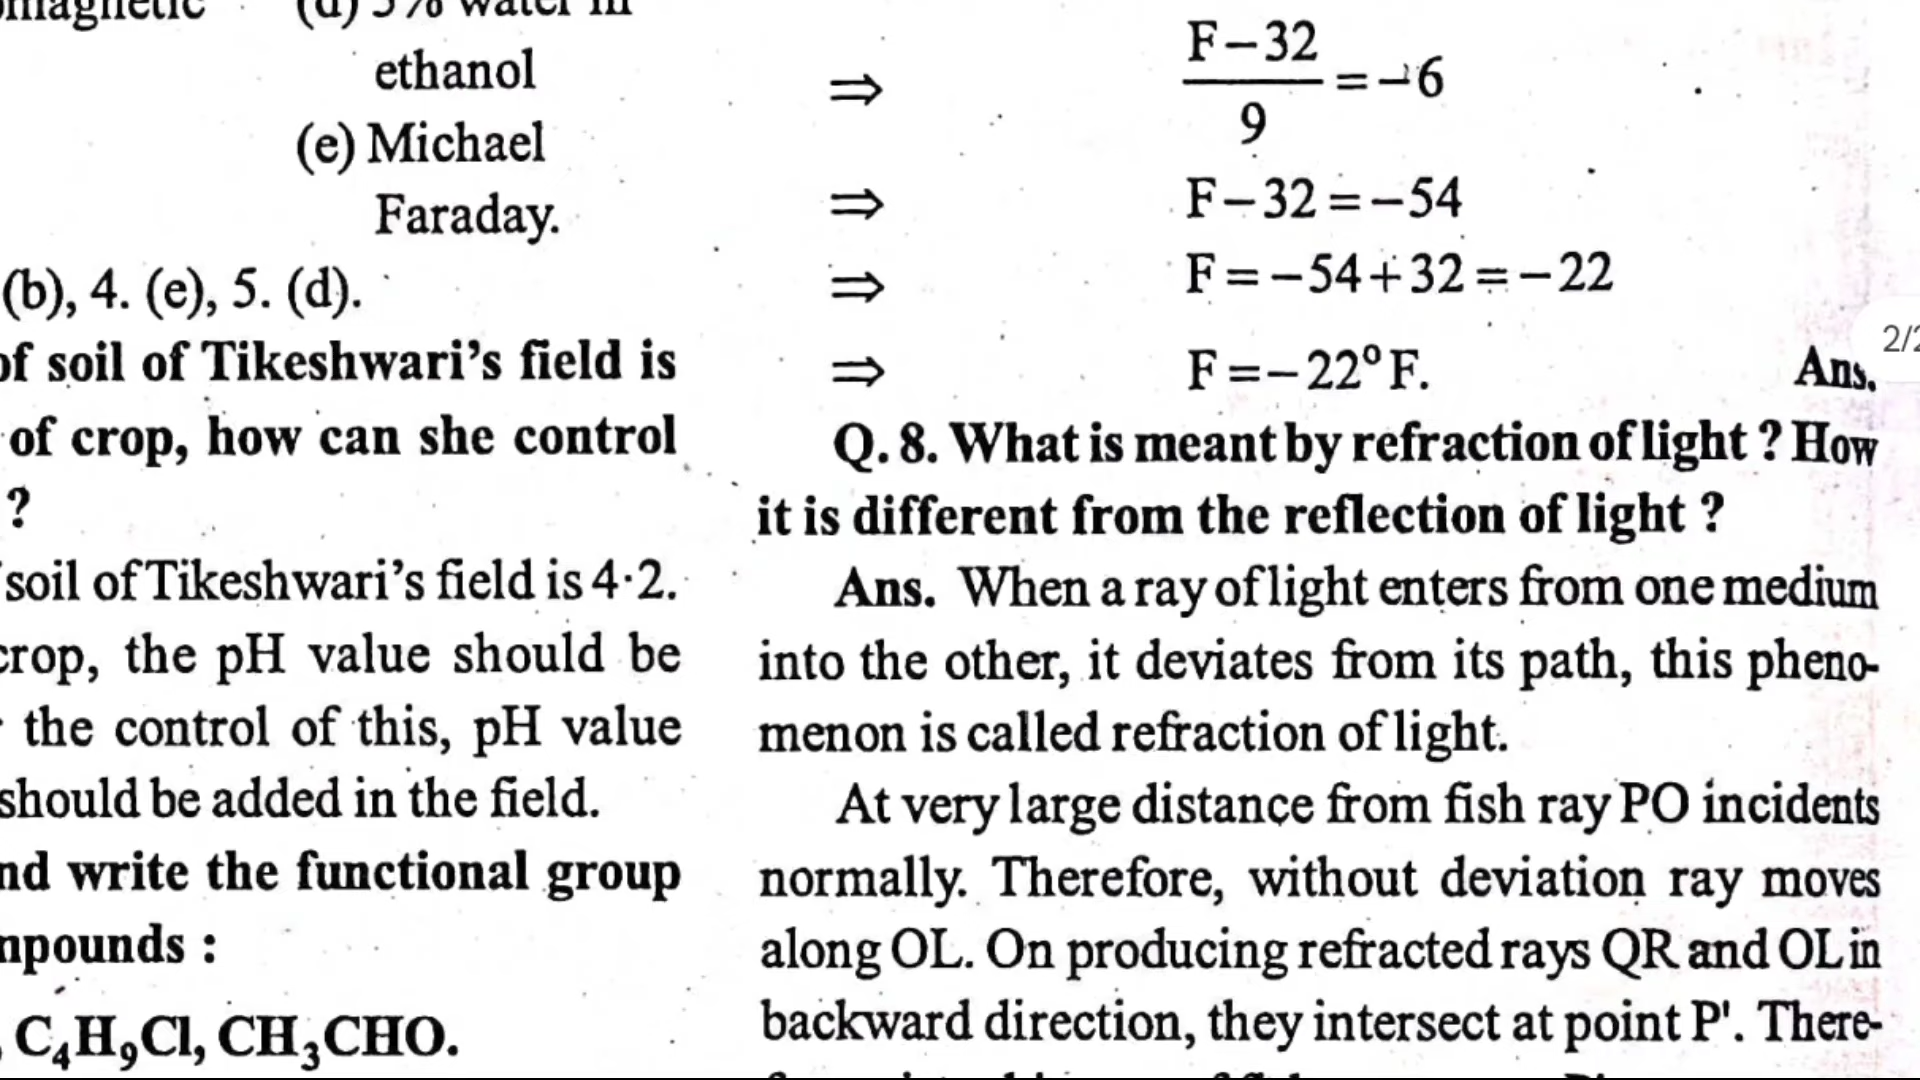 (d) 5% water in
ethanol
(e) Michael
Faraday.
(b), 4. (e), 5. (d).
of soil of Tikeshwari's field is
of crop, how can she control
?
soil of Tikeshwari's field is 4·2.
crop, the pH value should be
the control of this, pH value
should be added in the field.
nd write the functional group
mpounds :
, C₄H₉Cl, CH₃CHO.
⇒ F−32
9 = −6
⇒ F−32 = −54
⇒ F = −54+32 = −22
⇒ F = −22°F. Ans.
Q. 8. What is meant by refraction of light ? How
it is different from the reflection of light ?
Ans. When a ray of light enters from one medium
into the other, it deviates from its path, this pheno-
menon is called refraction of light.
At very large distance from fish ray PO incidents
normally. Therefore, without deviation ray moves
along OL. On producing refracted rays QR and OL in
backward direction, they intersect at point P'. There-
2/2